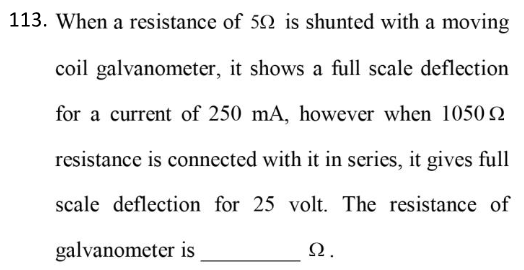 113. When a resistance of 5Ω is shunted with a moving
coil galvanometer, it shows a full scale deflection
for a current of 250 mA, however when 1050 Ω
resistance is connected with it in series, it gives full
scale deflection for 25 volt. The resistance of
galvanometer is __________ Ω .